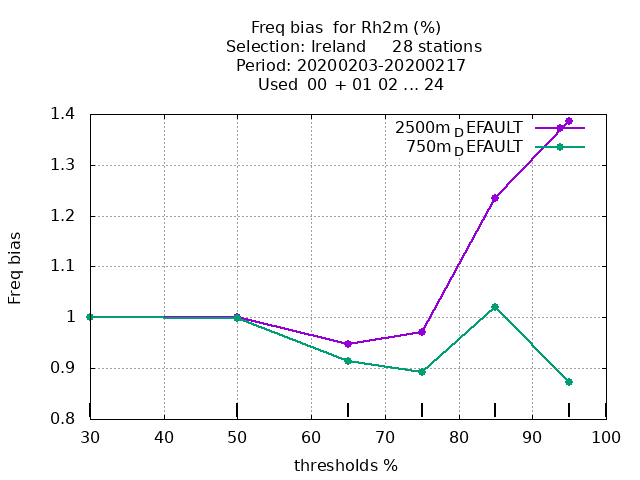 Freq bias  for Rh2m (%)
Selection: Ireland     28 stations
Period: 20200203-20200217
Used  00  + 01 02 ... 24
1.4
1.3
1.2
1.1
1
0.9
0.8
Freq bias
2500m_DEFAULT
750m_DEFAULT
30 40 50 60 70 80 90 100
thresholds %